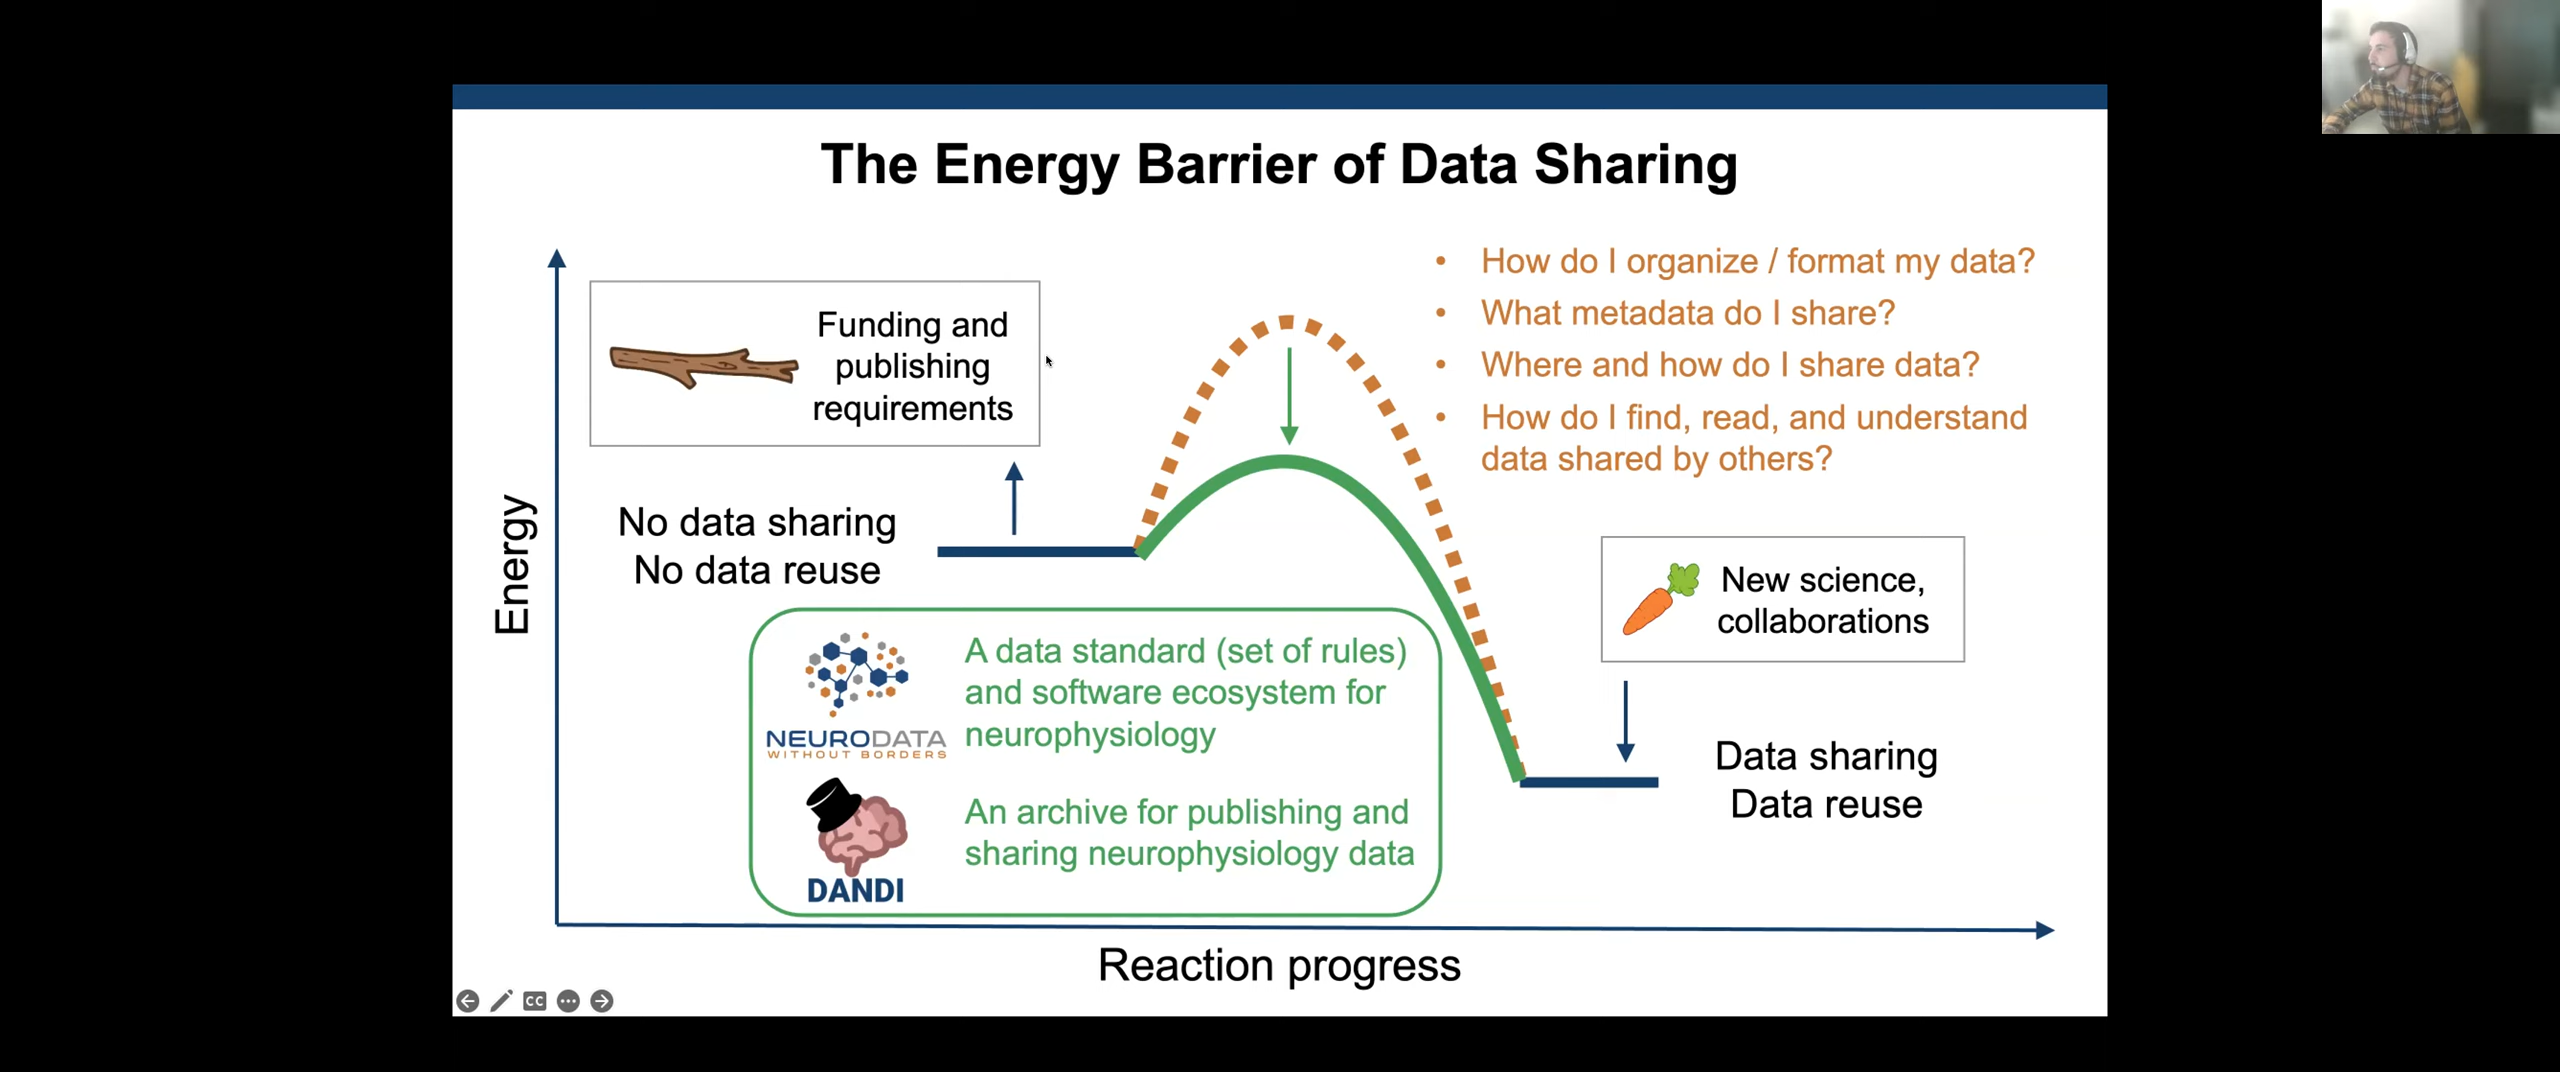 The Energy Barrier of Data Sharing
Energy
Funding and
publishing
requirements
No data sharing
No data reuse
• How do I organize / format my data?
• What metadata do I share?
• Where and how do I share data?
• How do I find, read, and understand
data shared by others?
New science,
collaborations
Data sharing
Data reuse
NEURODATA
WITHOUT BORDERS
A data standard (set of rules)
and software ecosystem for
neurophysiology
DANDI
An archive for publishing and
sharing neurophysiology data
Reaction progress
CC